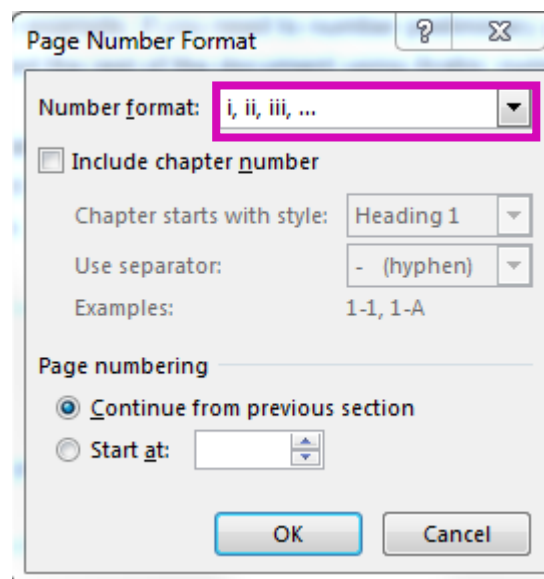 Page Number Format
Number format: i, ii, iii, ...
Include chapter number
Chapter starts with style: Heading 1
Use separator: - (hyphen)
Examples: 1-1, 1-A
Page numbering
Continue from previous section
Start at:
OK Cancel